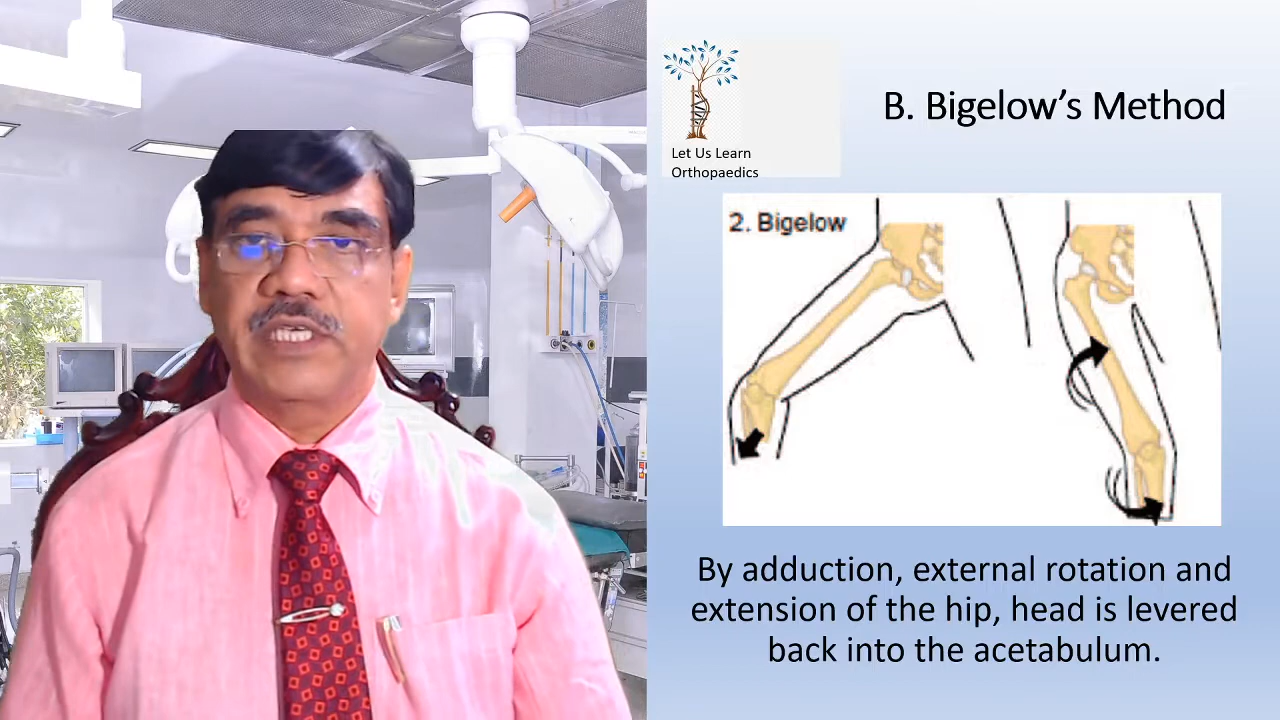 Let Us Learn
Orthopaedics
B. Bigelow's Method
2. Bigelow
By adduction, external rotation and
extension of the hip, head is levered
back into the acetabulum.